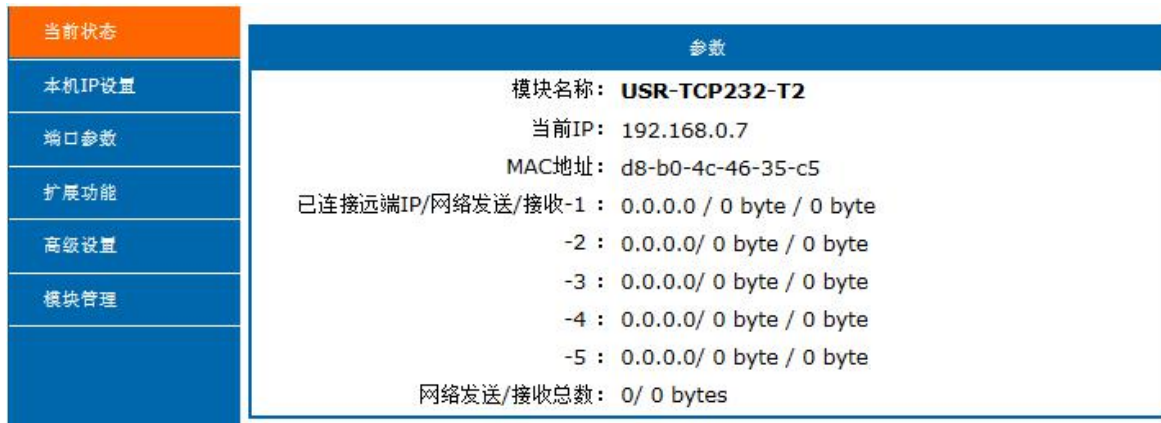 当前状态
本机IP设置
端口参数
扩展功能
高级设置
模块管理
参数
模块名称： USR-TCP232-T2
当前IP： 192.168.0.7
MAC地址： d8-b0-4c-46-35-c5
已连接远端IP/网络发送/接收-1 ： 0.0.0.0 / 0 byte / 0 byte
-2 ： 0.0.0.0/ 0 byte / 0 byte
-3 ： 0.0.0.0/ 0 byte / 0 byte
-4 ： 0.0.0.0/ 0 byte / 0 byte
-5 ： 0.0.0.0/ 0 byte / 0 byte
网络发送/接收总数： 0/ 0 bytes